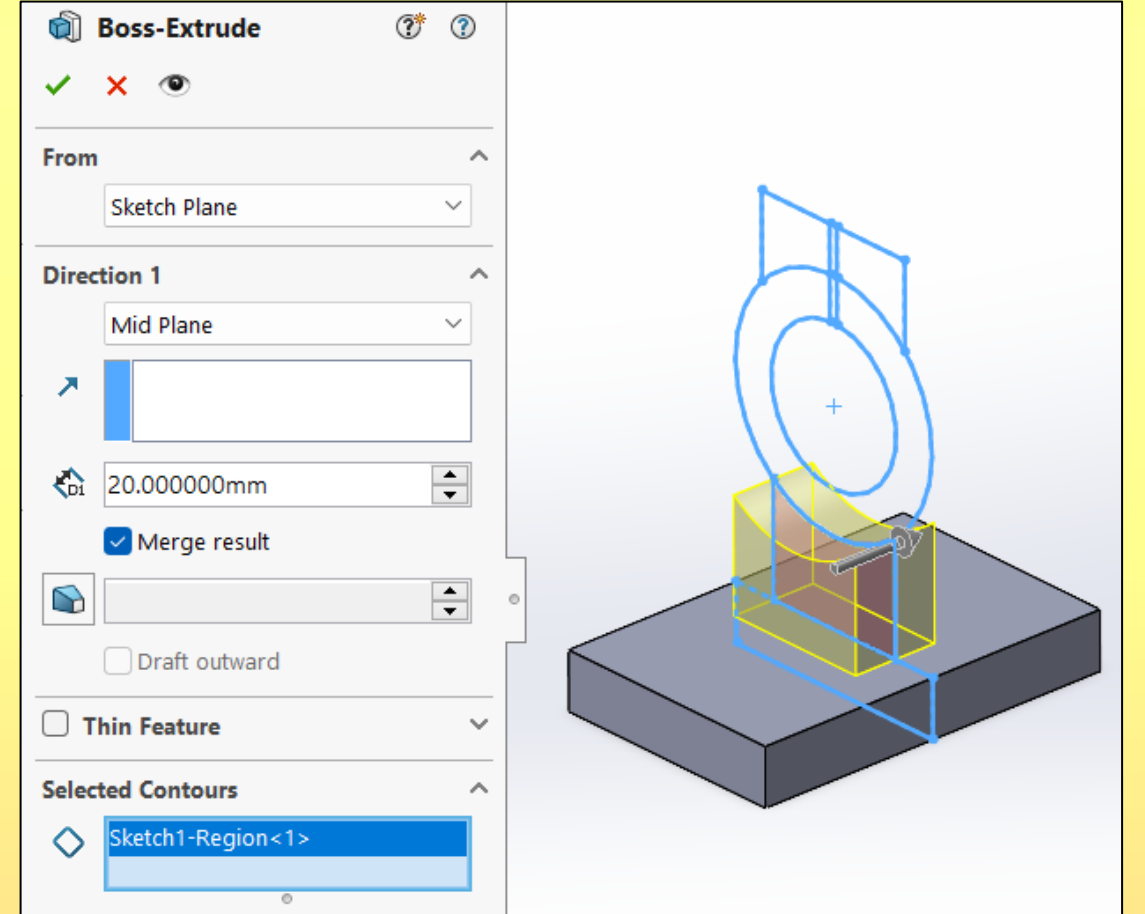 Boss-Extrude
From
Sketch Plane
Direction 1
Mid Plane
D1
20.000000mm
Merge result
Draft outward
Thin Feature
Selected Contours
Sketch1-Region<1>